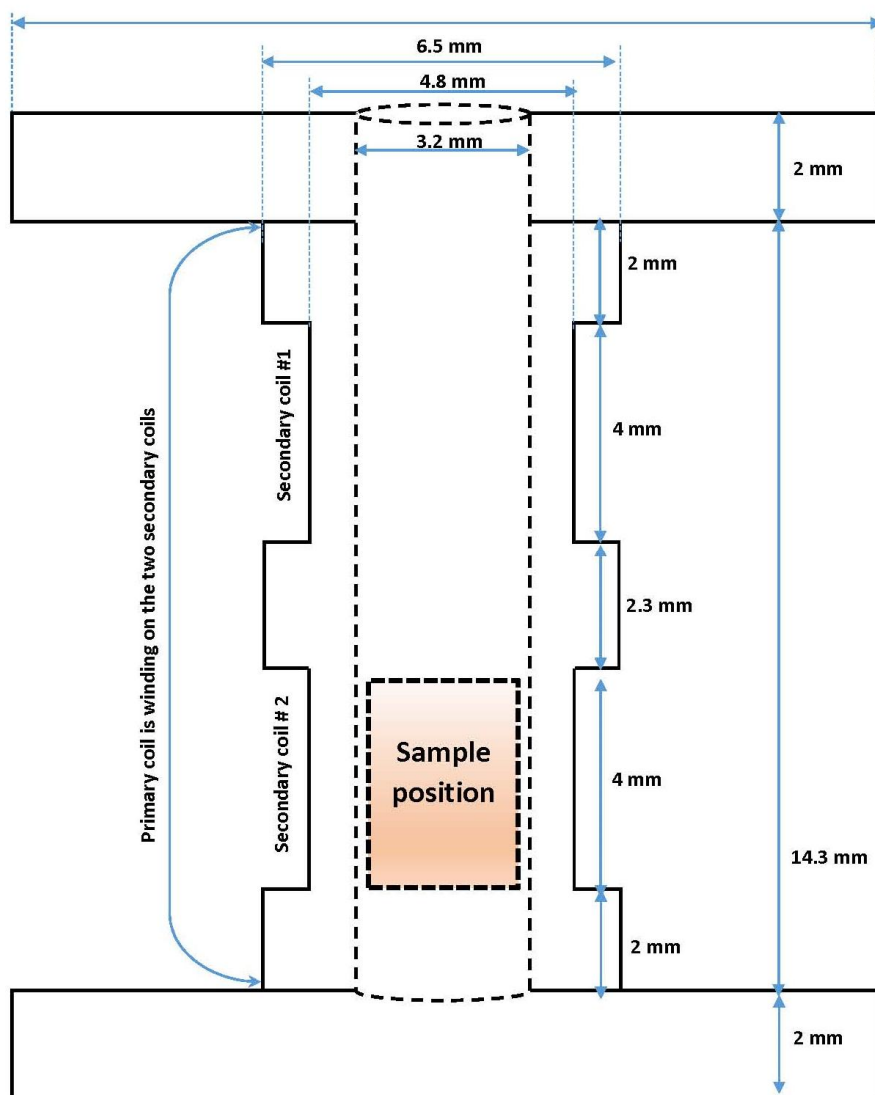 6.5 mm
4.8 mm
3.2 mm
2 mm
2 mm
Secondary coil #1
4 mm
Primary coil is winding on the two secondary coils
2.3 mm
Secondary coil # 2
Sample
position
4 mm
14.3 mm
2 mm
2 mm